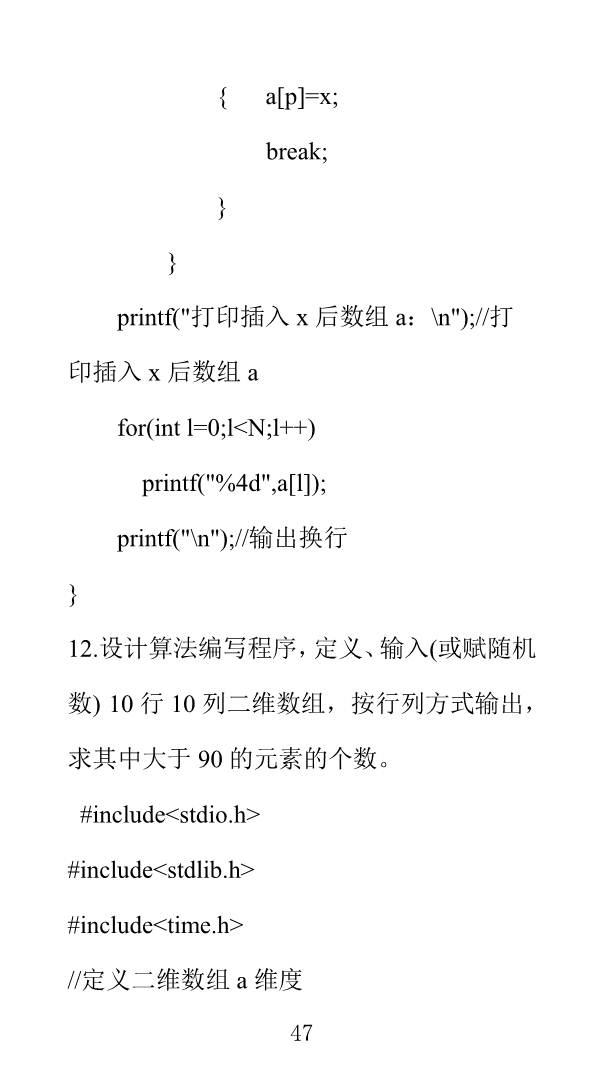 { a[p]=x;
break;
}
}
printf("打印插入 x 后数组 a：\n");//打
印插入 x 后数组 a
for(int l=0;l<N;l++)
printf("%4d",a[l]);
printf("\n");//输出换行
}
12.设计算法编写程序，定义、输入(或赋随机
数) 10 行 10 列二维数组，按行列方式输出，
求其中大于 90 的元素的个数。
#include<stdio.h>
#include<stdlib.h>
#include<time.h>
//定义二维数组 a 维度
47